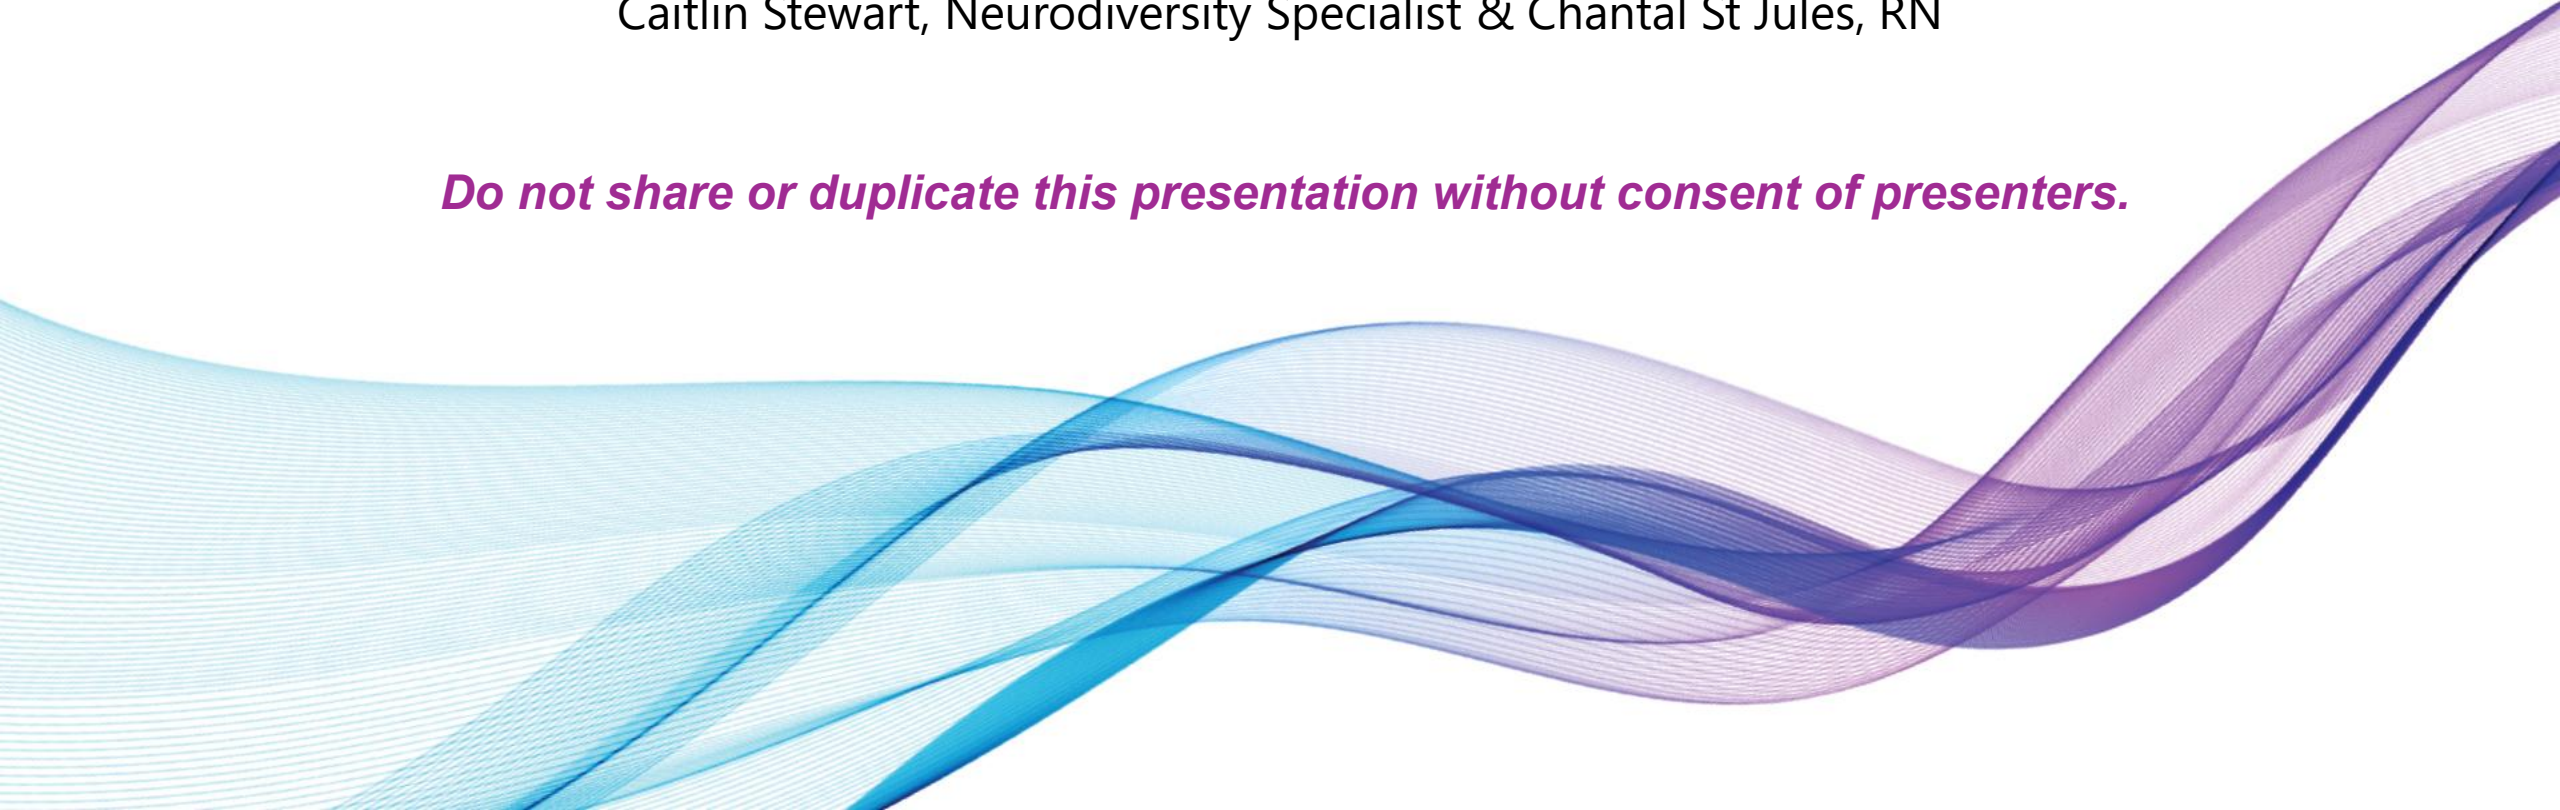 Caitlin Stewart, Neurodiversity Specialist & Chantal St Jules, RN
Do not share or duplicate this presentation without consent of presenters.